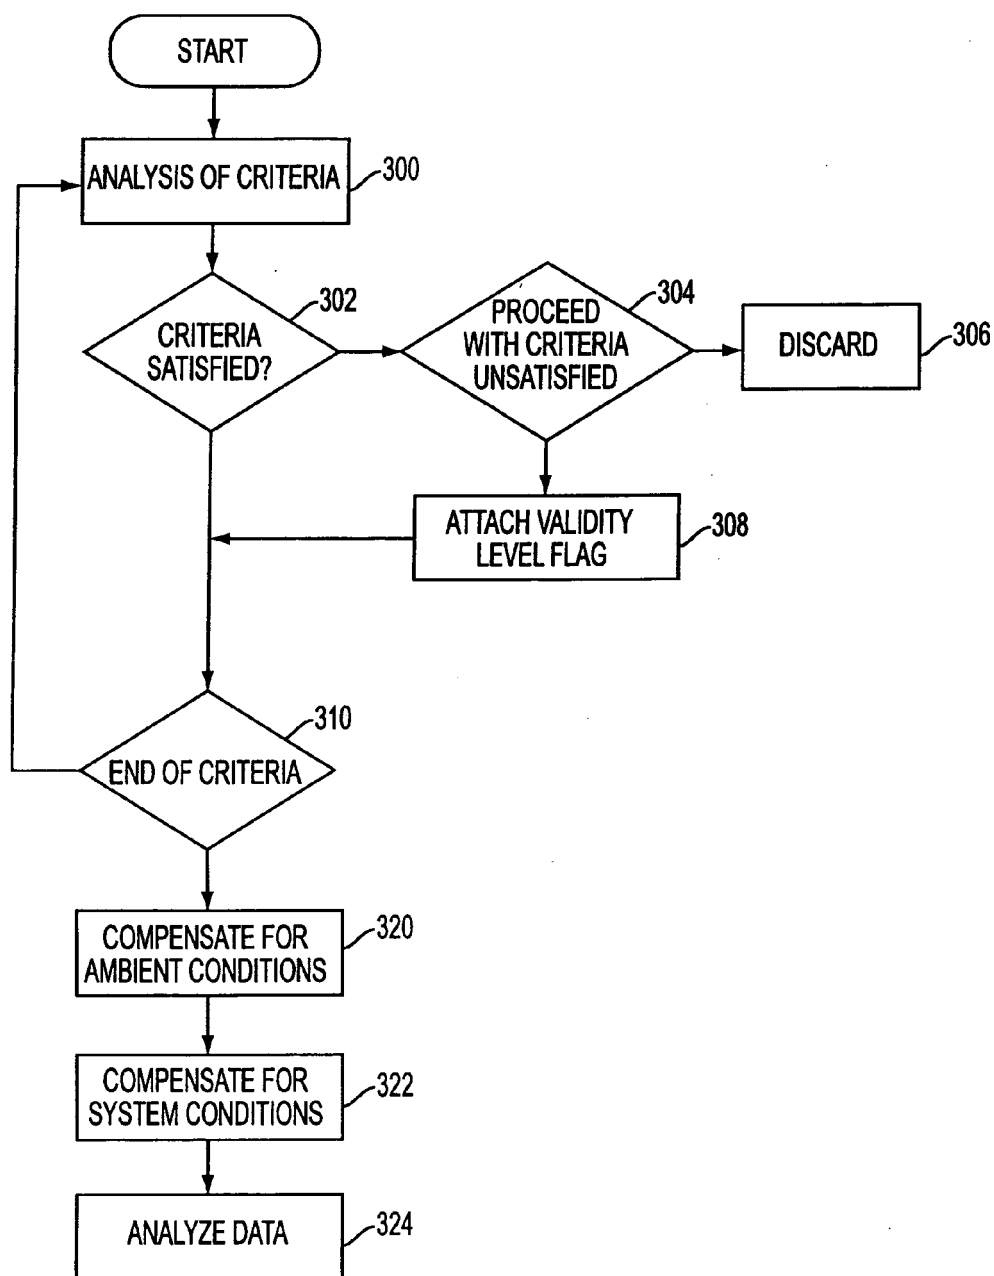 START
ANALYSIS OF CRITERIA
300
CRITERIA
SATISFIED?
302
PROCEED
WITH CRITERIA
UNSATISFIED
304
DISCARD
306
ATTACH VALIDITY
LEVEL FLAG
308
END OF CRITERIA
310
COMPENSATE FOR
AMBIENT CONDITIONS
320
COMPENSATE FOR
SYSTEM CONDITIONS
322
ANALYZE DATA
324